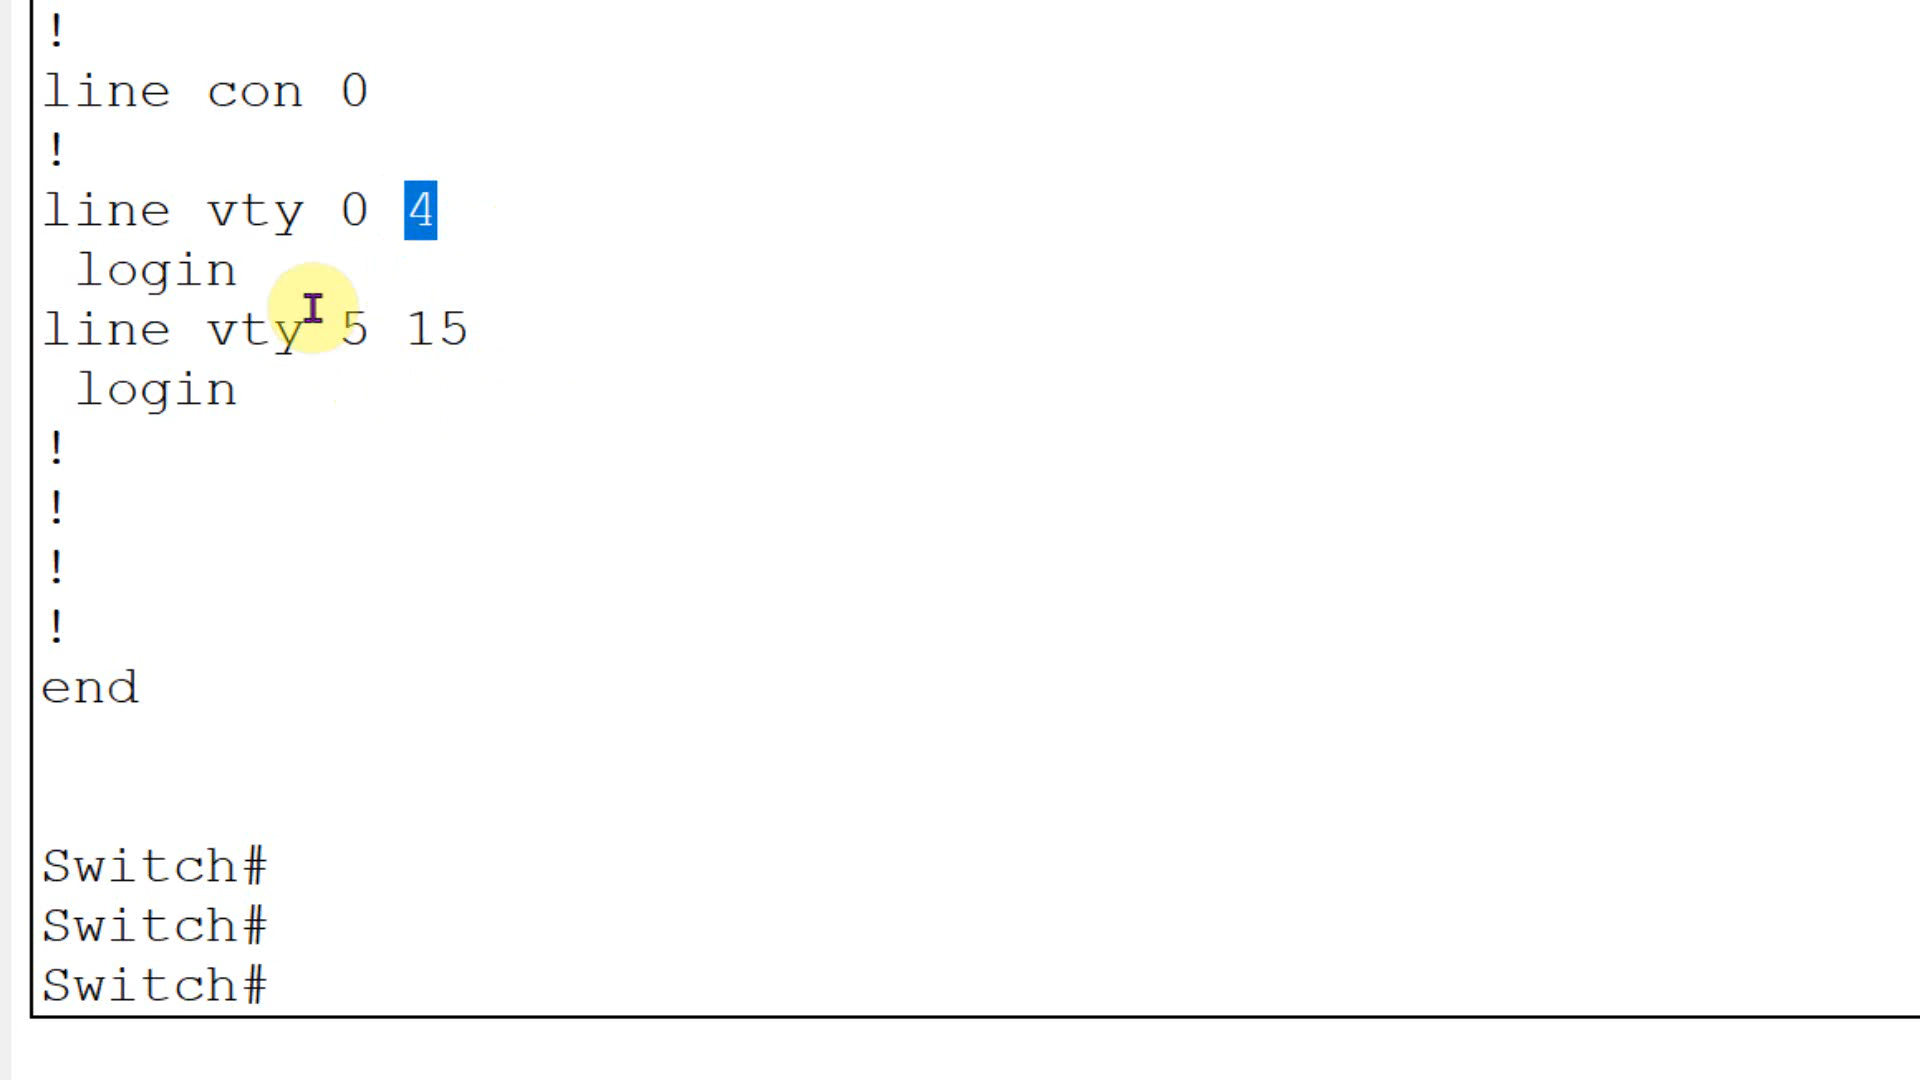 !
line con 0
!
line vty 0 4
 login
line vty 5 15
 login
!
!
!
!
end
Switch#
Switch#
Switch#